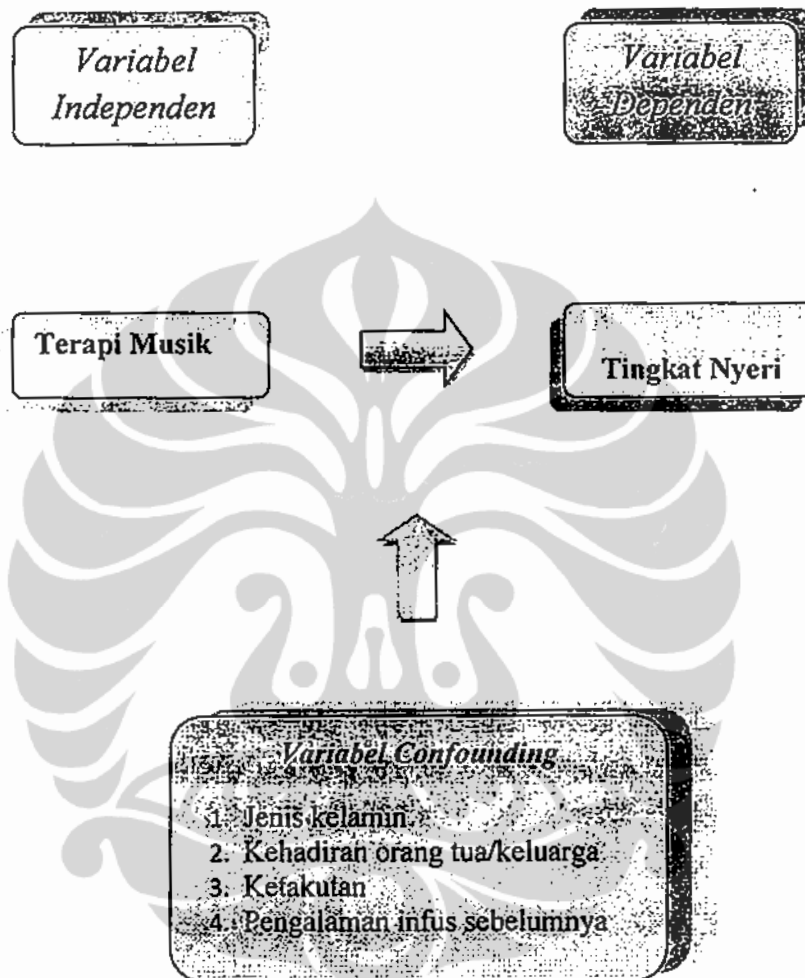 Variabel
Independen
Variabel
Dependen
Terapi Musik
Tingkat Nyeri
Variabel Confounding
1. Jenis kelamin.
2. Kehadiran orang tua/keluarga
3. Ketakutan
4. Pengalaman infus sebelumnya